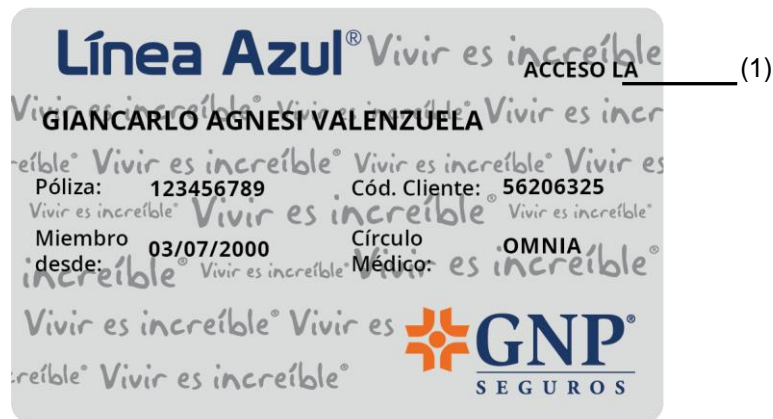 Línea Azul® Vivir es increíble
ACCESO LA
(1)
Vivir es increíble® Vivir es increíble® Vivir es incr
GIANCARLO AGNESI VALENZUELA
reíble® Vivir es increíble® Vivir es increíble® Vivir es
Póliza: 123456789 Cód. Cliente: 56206325
Vivir es increíble® Vivir es increíble® Vivir es increíble®
Miembro desde: 03/07/2000 Círculo Médico: OMNIA
increíble® Vivir es increíble® Vivir es increíble®
Vivir es increíble® Vivir es
GNP®
SEGUROS
creíble® Vivir es increíble®